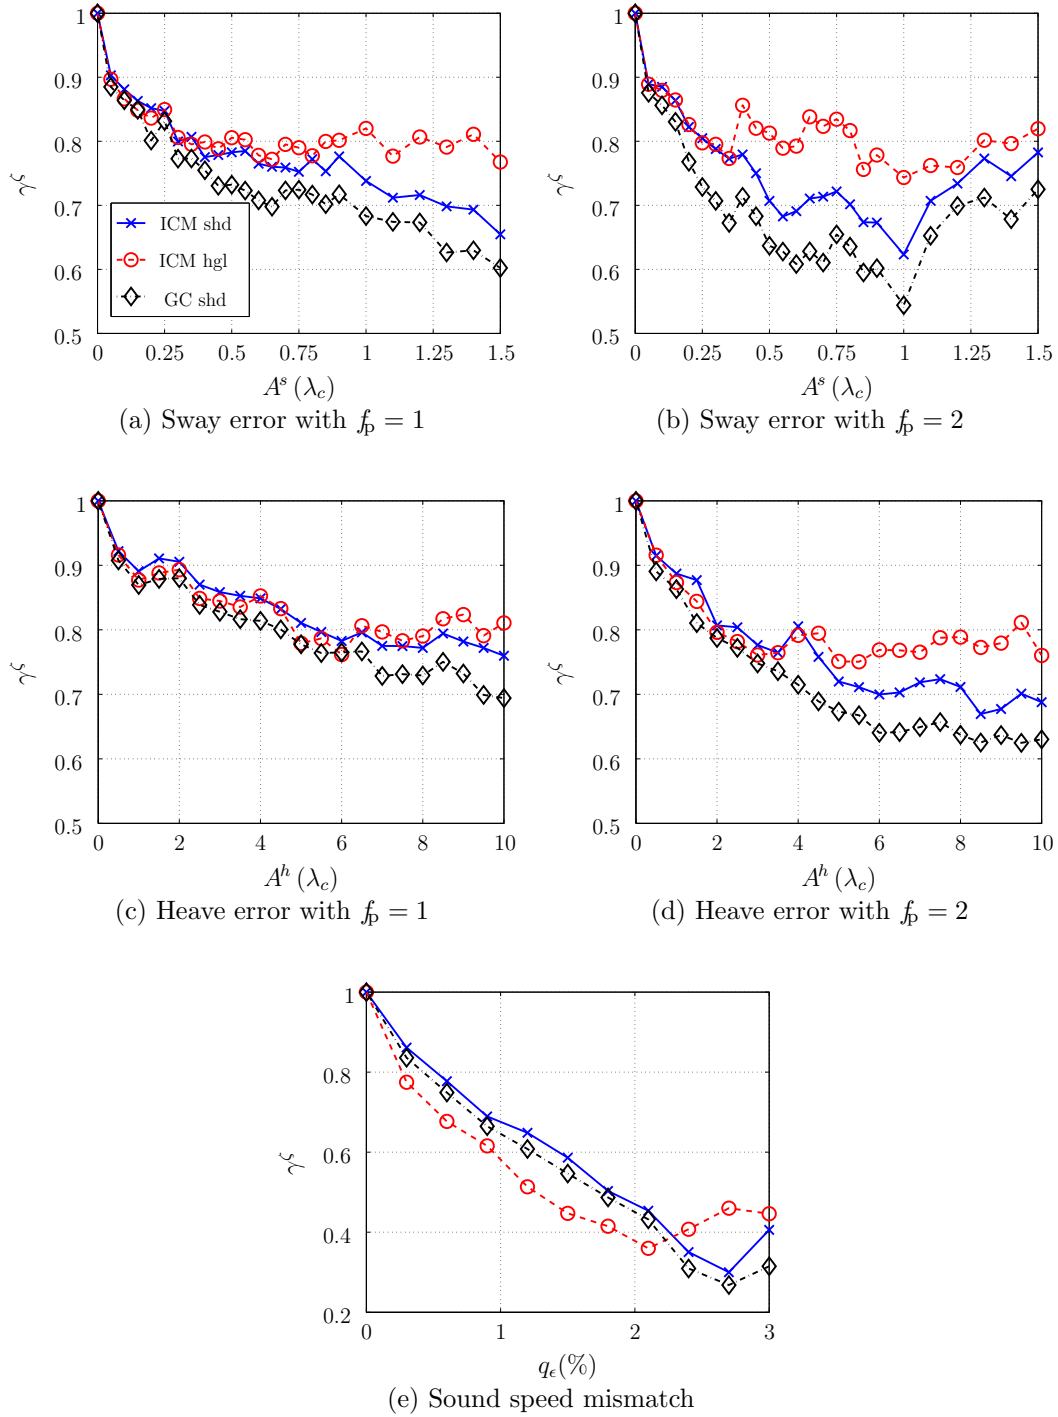 1
0.9
0.8
0.7
0.6
0.5
γ^ζ
ICM shd
ICM hgl
GC shd
0 0.25 0.5 0.75 1 1.25 1.5
A^s (λ_c)
(a) Sway error with f_p = 1
1
0.9
0.8
0.7
0.6
0.5
γ^ζ
0 0.25 0.5 0.75 1 1.25 1.5
A^s (λ_c)
(b) Sway error with f_p = 2
1
0.9
0.8
0.7
0.6
0.5
γ^ζ
0 2 4 6 8 10
A^h (λ_c)
(c) Heave error with f_p = 1
1
0.9
0.8
0.7
0.6
0.5
γ^ζ
0 2 4 6 8 10
A^h (λ_c)
(d) Heave error with f_p = 2
1
0.8
0.6
0.4
0.2
γ^ζ
0 1 2 3
q_ϵ(%)
(e) Sound speed mismatch